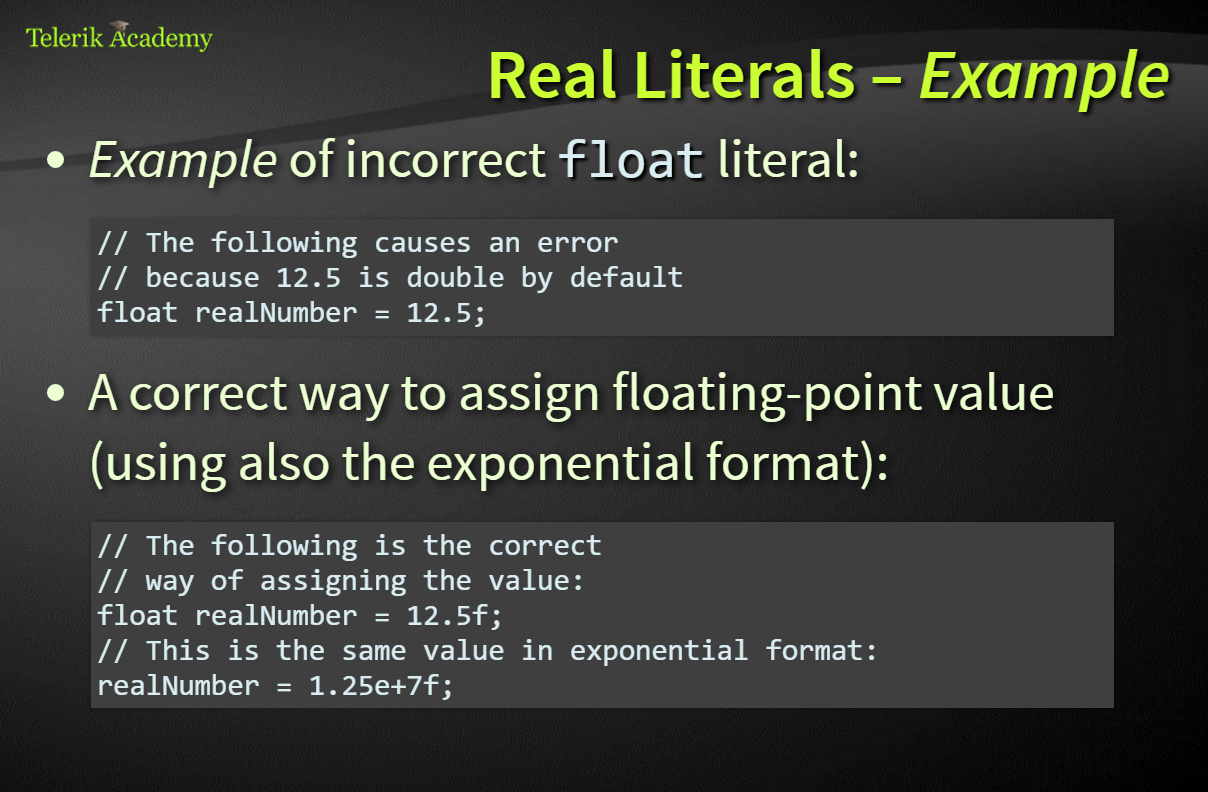 Telerik Academy
Real Literals – Example
• Example of incorrect float literal:
// The following causes an error
// because 12.5 is double by default
float realNumber = 12.5;
• A correct way to assign floating-point value
(using also the exponential format):
// The following is the correct
// way of assigning the value:
float realNumber = 12.5f;
// This is the same value in exponential format:
realNumber = 1.25e+7f;